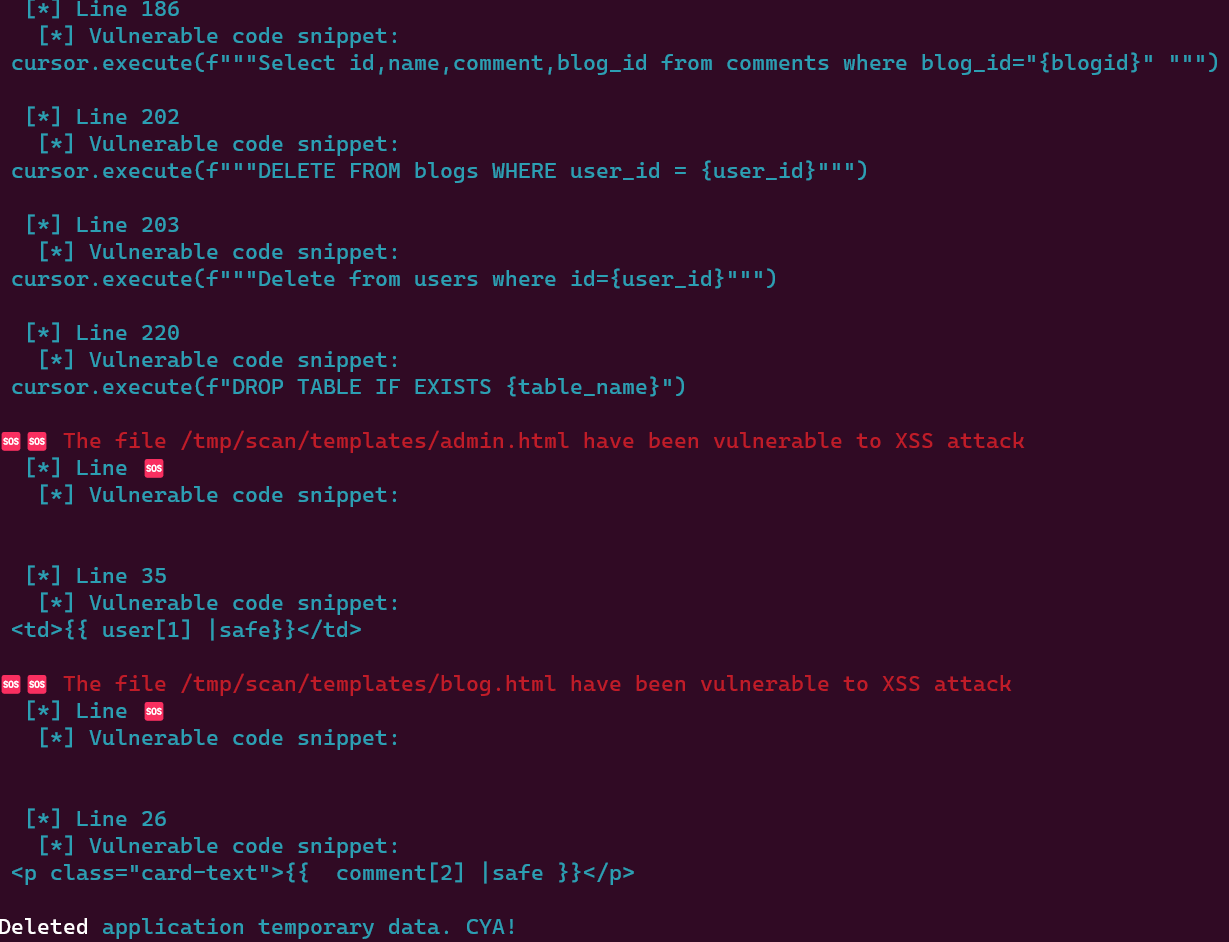 [*] Line 186
[*] Vulnerable code snippet:
cursor.execute(f"""Select id,name,comment,blog_id from comments where blog_id="{blogid}" """)
[*] Line 202
[*] Vulnerable code snippet:
cursor.execute(f"""DELETE FROM blogs WHERE user_id = {user_id}""")
[*] Line 203
[*] Vulnerable code snippet:
cursor.execute(f"""Delete from users where id={user_id}""")
[*] Line 220
[*] Vulnerable code snippet:
cursor.execute(f"DROP TABLE IF EXISTS {table_name}")
🆘🆘 The file /tmp/scan/templates/admin.html have been vulnerable to XSS attack
[*] Line 🆘
[*] Vulnerable code snippet:
[*] Line 35
[*] Vulnerable code snippet:
<td>{{ user[1] |safe}}</td>
🆘🆘 The file /tmp/scan/templates/blog.html have been vulnerable to XSS attack
[*] Line 🆘
[*] Vulnerable code snippet:
[*] Line 26
[*] Vulnerable code snippet:
<p class="card-text">{{  comment[2] |safe }}</p>
Deleted application temporary data. CYA!